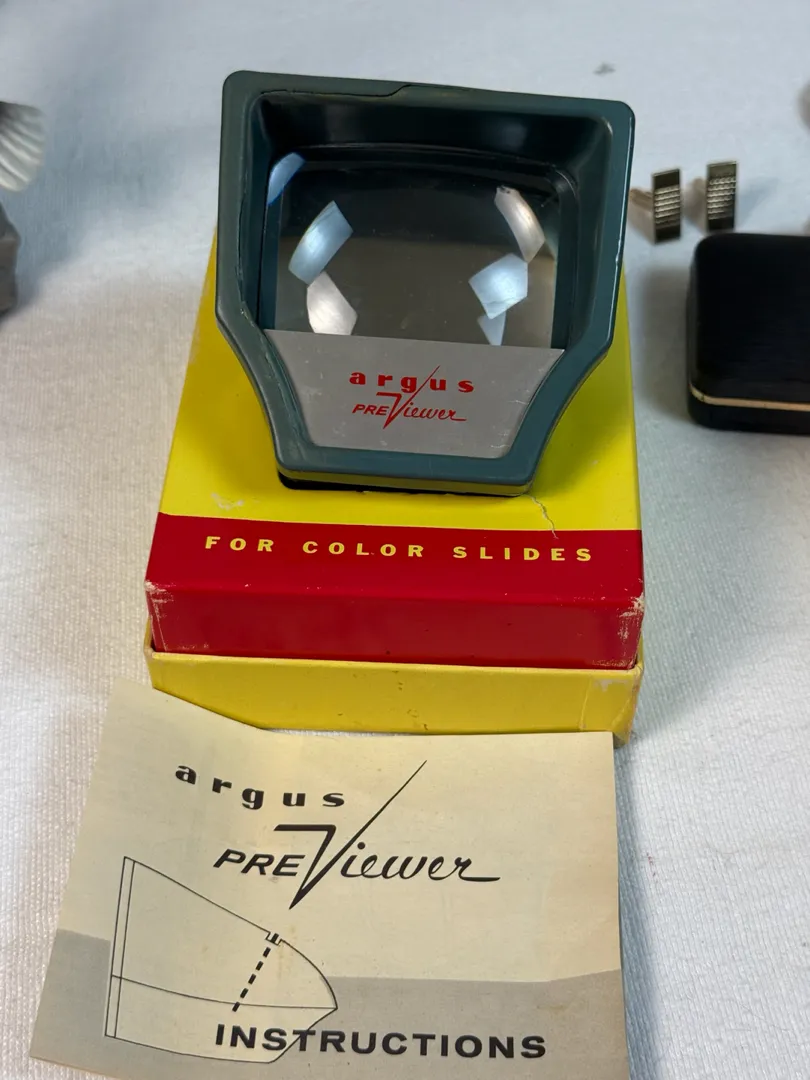 argus
PREViewer
FOR COLOR SLIDES
argus
PREViewer
INSTRUCTIONS